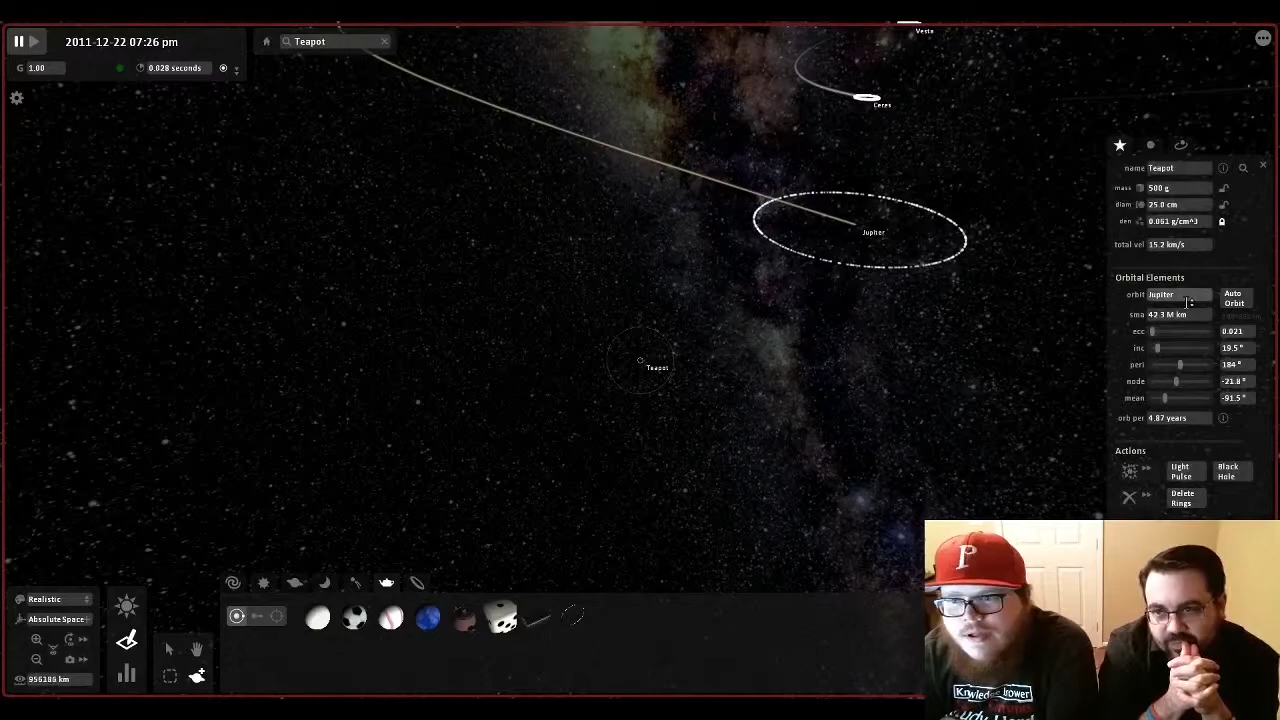 2011-12-22 07:26 pm
Teapot
G 1.00
0.028 seconds
Vesta
Ceres
Jupiter
Teapot
name Teapot
mass 500 g
diam 25.0 cm
den 0.061 g/cm^3
total vel 15.2 km/s
Orbital Elements
orbit Jupiter
Auto Orbit
sma 42.3 M km
ecc 0.021
inc 19.5°
peri 184°
node -21.8°
mean -91.5°
orb per 4.87 years
Actions
Light Pulse
Black Hole
Delete Rings
Realistic
Absolute Space
956186 km
P